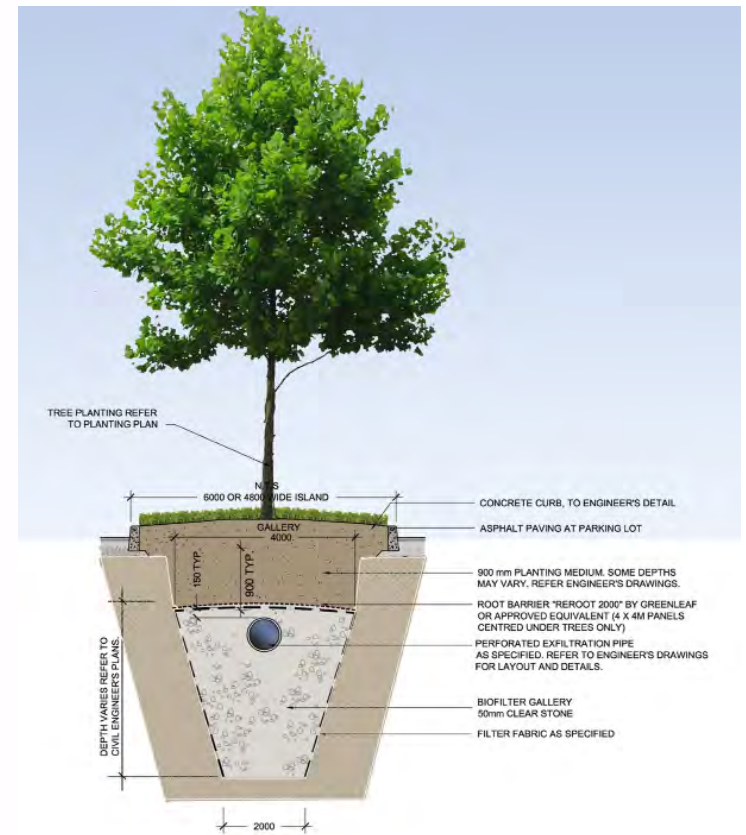 TREE PLANTING REFER
TO PLANTING PLAN
N.T.S
6000 OR 4800 WIDE ISLAND
CONCRETE CURB, TO ENGINEER'S DETAIL
GALLERY
4000
ASPHALT PAVING AT PARKING LOT
150 TYP.
900 TYP.
900 mm PLANTING MEDIUM. SOME DEPTHS
MAY VARY. REFER ENGINEER'S DRAWINGS.
ROOT BARRIER "REROOT 2000" BY GREENLEAF
OR APPROVED EQUIVALENT (4 X 4M PANELS
CENTRED UNDER TREES ONLY)
PERFORATED EXFILTRATION PIPE
AS SPECIFIED. REFER TO ENGINEER'S DRAWINGS
FOR LAYOUT AND DETAILS.
DEPTH VARIES REFER TO
CIVIL ENGINEER'S PLANS.
BIOFILTER GALLERY
50mm CLEAR STONE
FILTER FABRIC AS SPECIFIED
2000